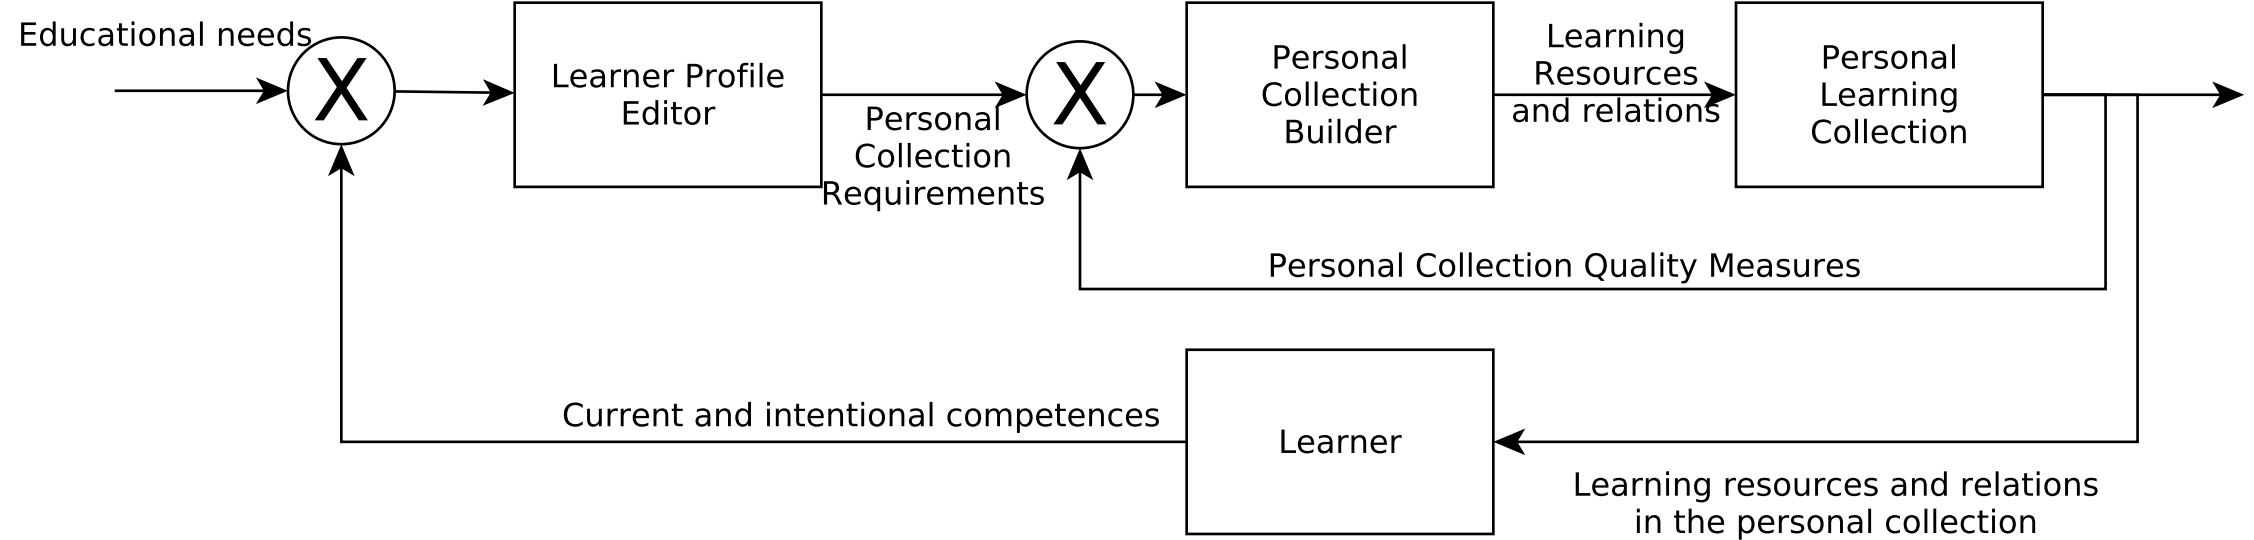 Educational needs
X
Learner Profile
Editor
Personal
Collection
Requirements
X
Personal
Collection
Builder
Learning
Resources
and relations
Personal
Learning
Collection
Personal Collection Quality Measures
Current and intentional competences
Learner
Learning resources and relations
in the personal collection